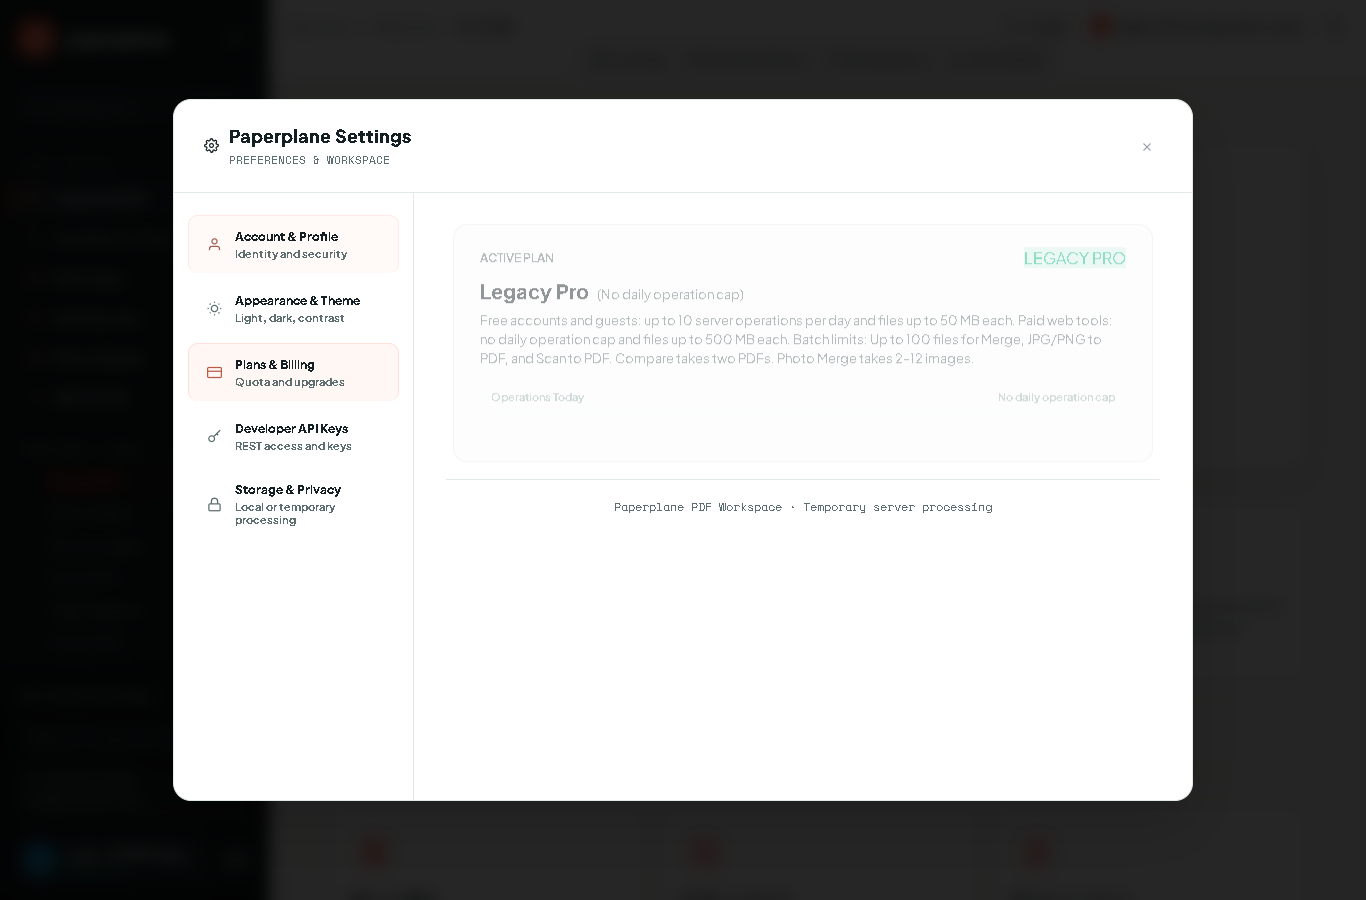 Paperplane Settings
PREFERENCES & WORKSPACE
Account & Profile
Identity and security
Appearance & Theme
Light, dark, contrast
Plans & Billing
Quota and upgrades
Developer API Keys
REST access and keys
Storage & Privacy
Local or temporary
processing
ACTIVE PLAN
LEGACY PRO
Legacy Pro (No daily operation cap)
Free accounts and guests: up to 10 server operations per day and files up to 50 MB each. Paid web tools:
no daily operation cap and files up to 500 MB each. Batch limits: Up to 100 files for Merge, JPG/PNG to
PDF, and Scan to PDF. Compare takes two PDFs. Photo Merge takes 2–12 images.
Operations Today
No daily operation cap
Paperplane PDF Workspace · Temporary server processing